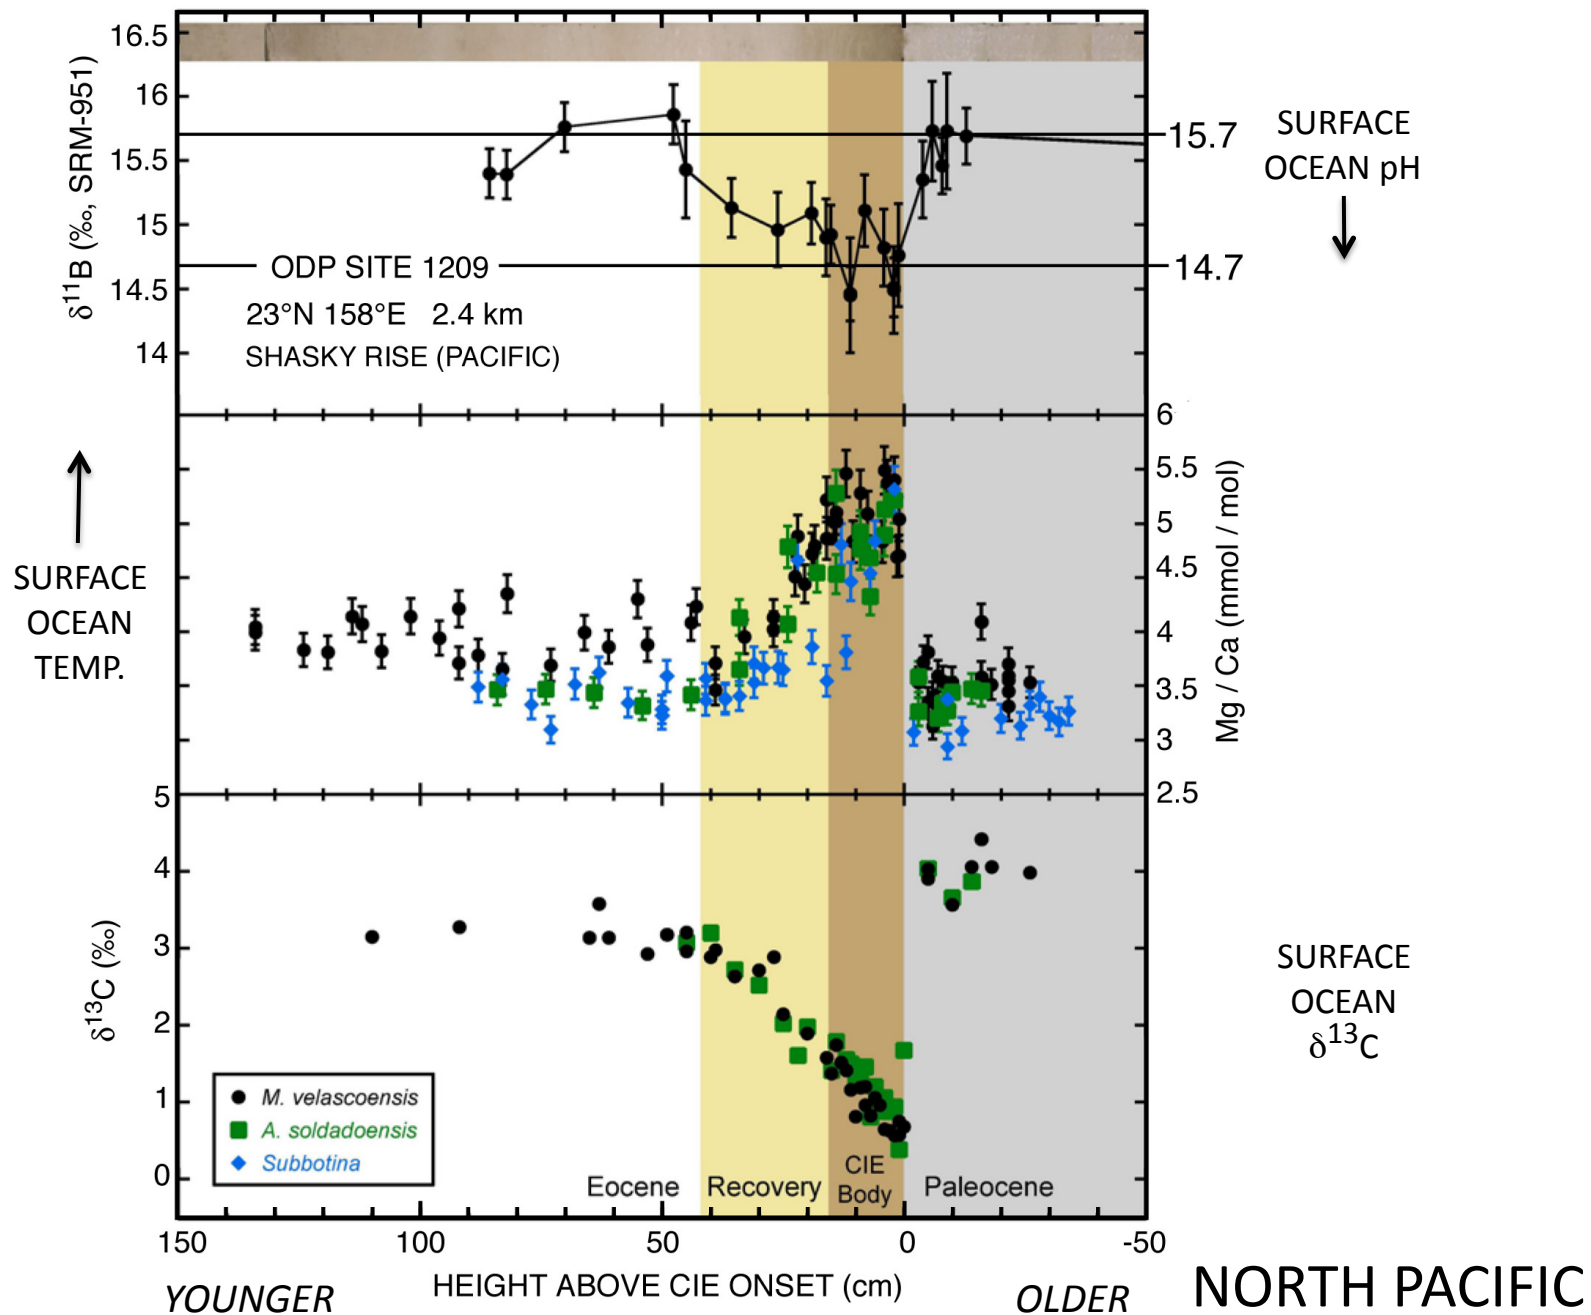 16.5
16
15.5
15
14.5
14
δ¹¹B (‰, SRM-951)
15.7
14.7
SURFACE
OCEAN pH
ODP SITE 1209
23°N 158°E 2.4 km
SHASKY RISE (PACIFIC)
SURFACE
OCEAN
TEMP.
6
5.5
5
4.5
4
3.5
3
2.5
Mg / Ca (mmol / mol)
5
4
3
2
1
0
δ¹³C (‰)
SURFACE
OCEAN
δ¹³C
M. velascoensis
A. soldadoensis
Subbotina
Eocene
Recovery
CIE
Body
Paleocene
150
100
50
0
-50
YOUNGER
HEIGHT ABOVE CIE ONSET (cm)
OLDER
NORTH PACIFIC